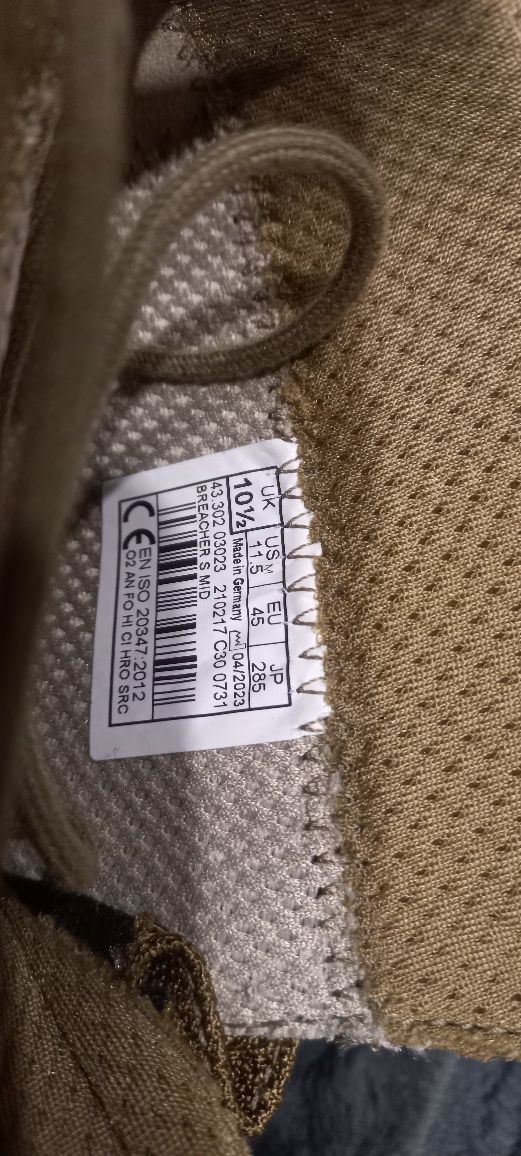 UK USM EU JP
10½ 11.5 45 285
Made in Germany 04/2023
43.302 03023 210217 C30 0731
BREACHER S MID
CE EN ISO 20347:2012
O2 AN FO HI CI HRO SRC